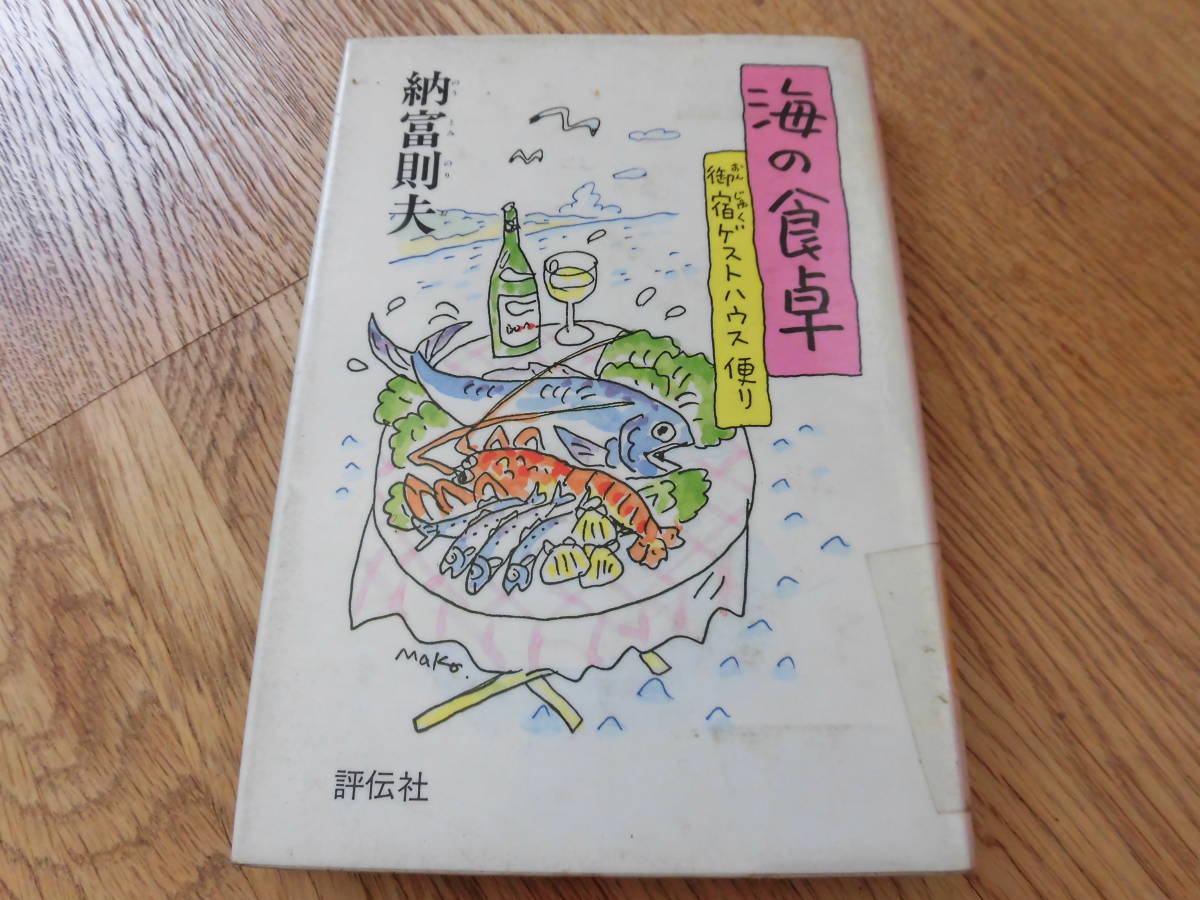 海の食卓
御宿ゲストハウス便り
おんじゅく
納富則夫
のうとみのり
Mako.
評伝社